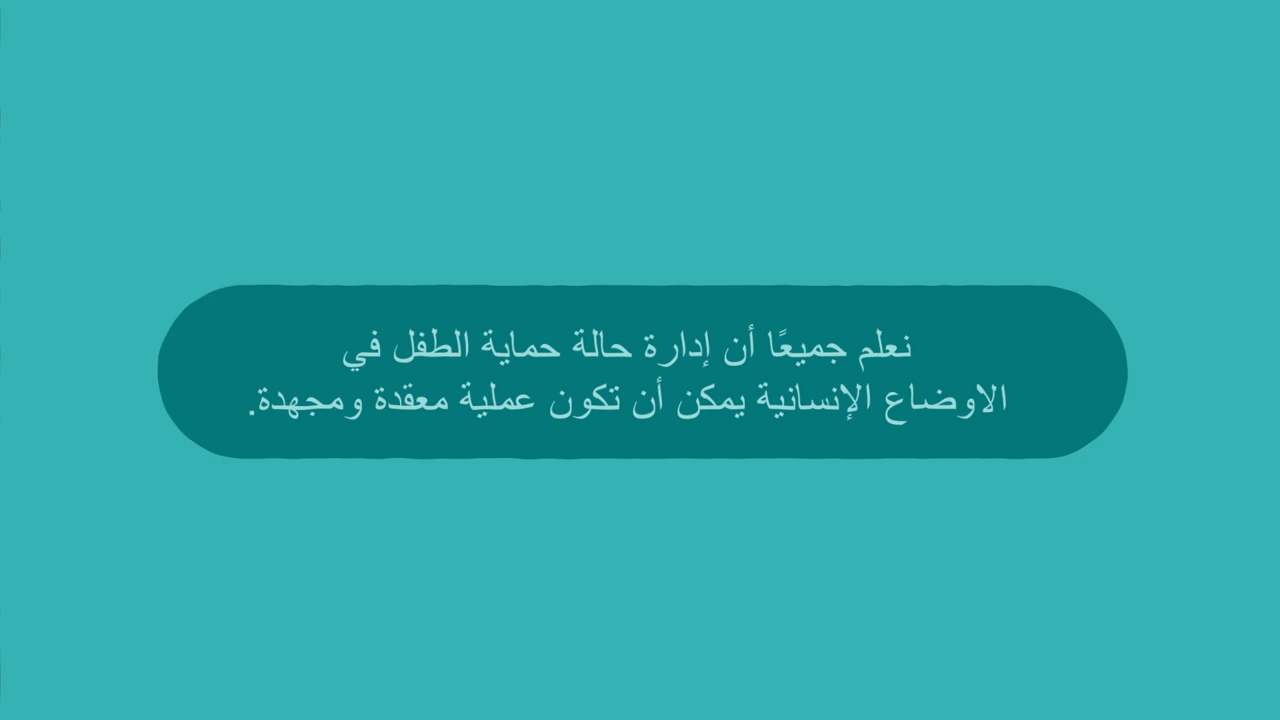 نعلم جميعًا أن إدارة حالة حماية الطفل في
الاوضاع الإنسانية يمكن أن تكون عملية معقدة ومجهدة.